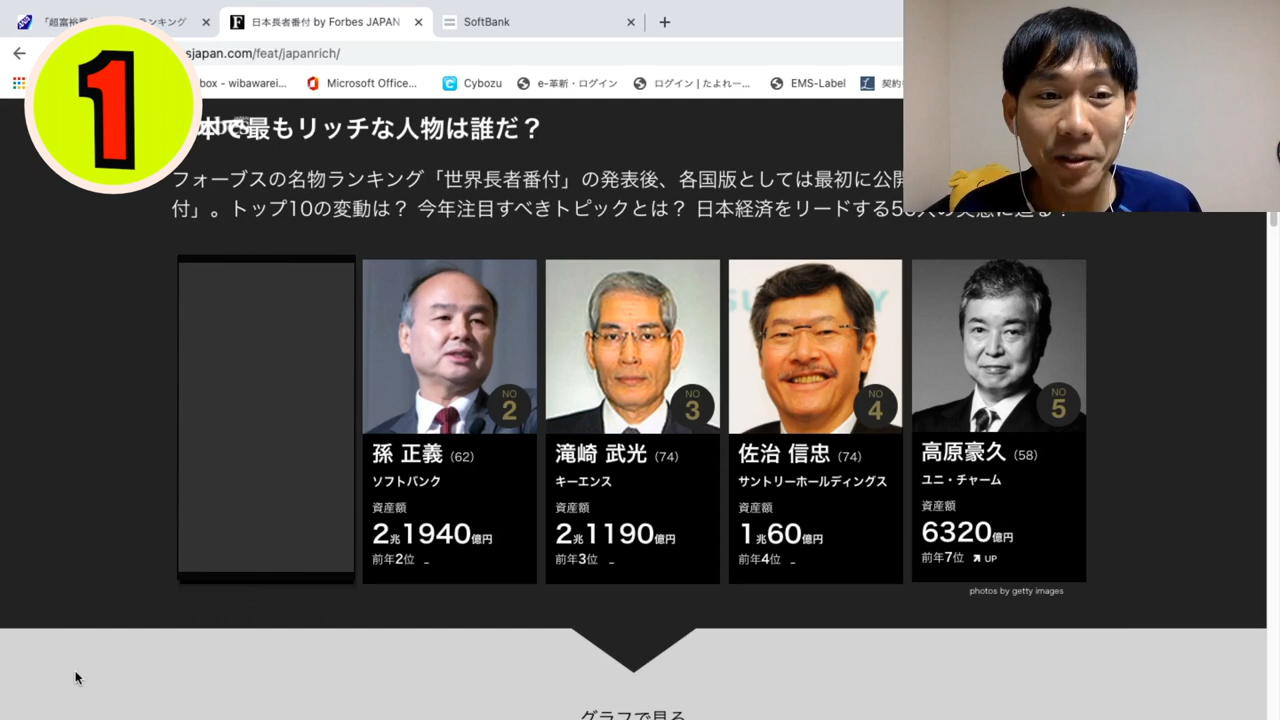 「超富裕層
ランキング
日本長者番付 by Forbes JAPAN
SoftBank
sjapan.com/feat/japanrich/
box - wibawarei...
Microsoft Office...
Cybozu
e-革新・ログイン
ログイン | たよれー...
EMS-Label
契約
1
本で最もリッチな人物は誰だ？
フォーブスの名物ランキング「世界長者番付」の発表後、各国版としては最初に公開
付」。トップ10の変動は？ 今年注目すべきトピックとは？ 日本経済をリードする5
NO 2
NO 3
NO 4
NO 5
孫 正義 (62)
ソフトバンク
資産額
2兆1940億円
前年2位 -
滝崎 武光 (74)
キーエンス
資産額
2兆1190億円
前年3位 -
佐治 信忠 (74)
サントリーホールディングス
資産額
1兆60億円
前年4位 -
高原豪久 (58)
ユニ・チャーム
資産額
6320億円
前年7位 UP
photos by getty images
グラフで見る